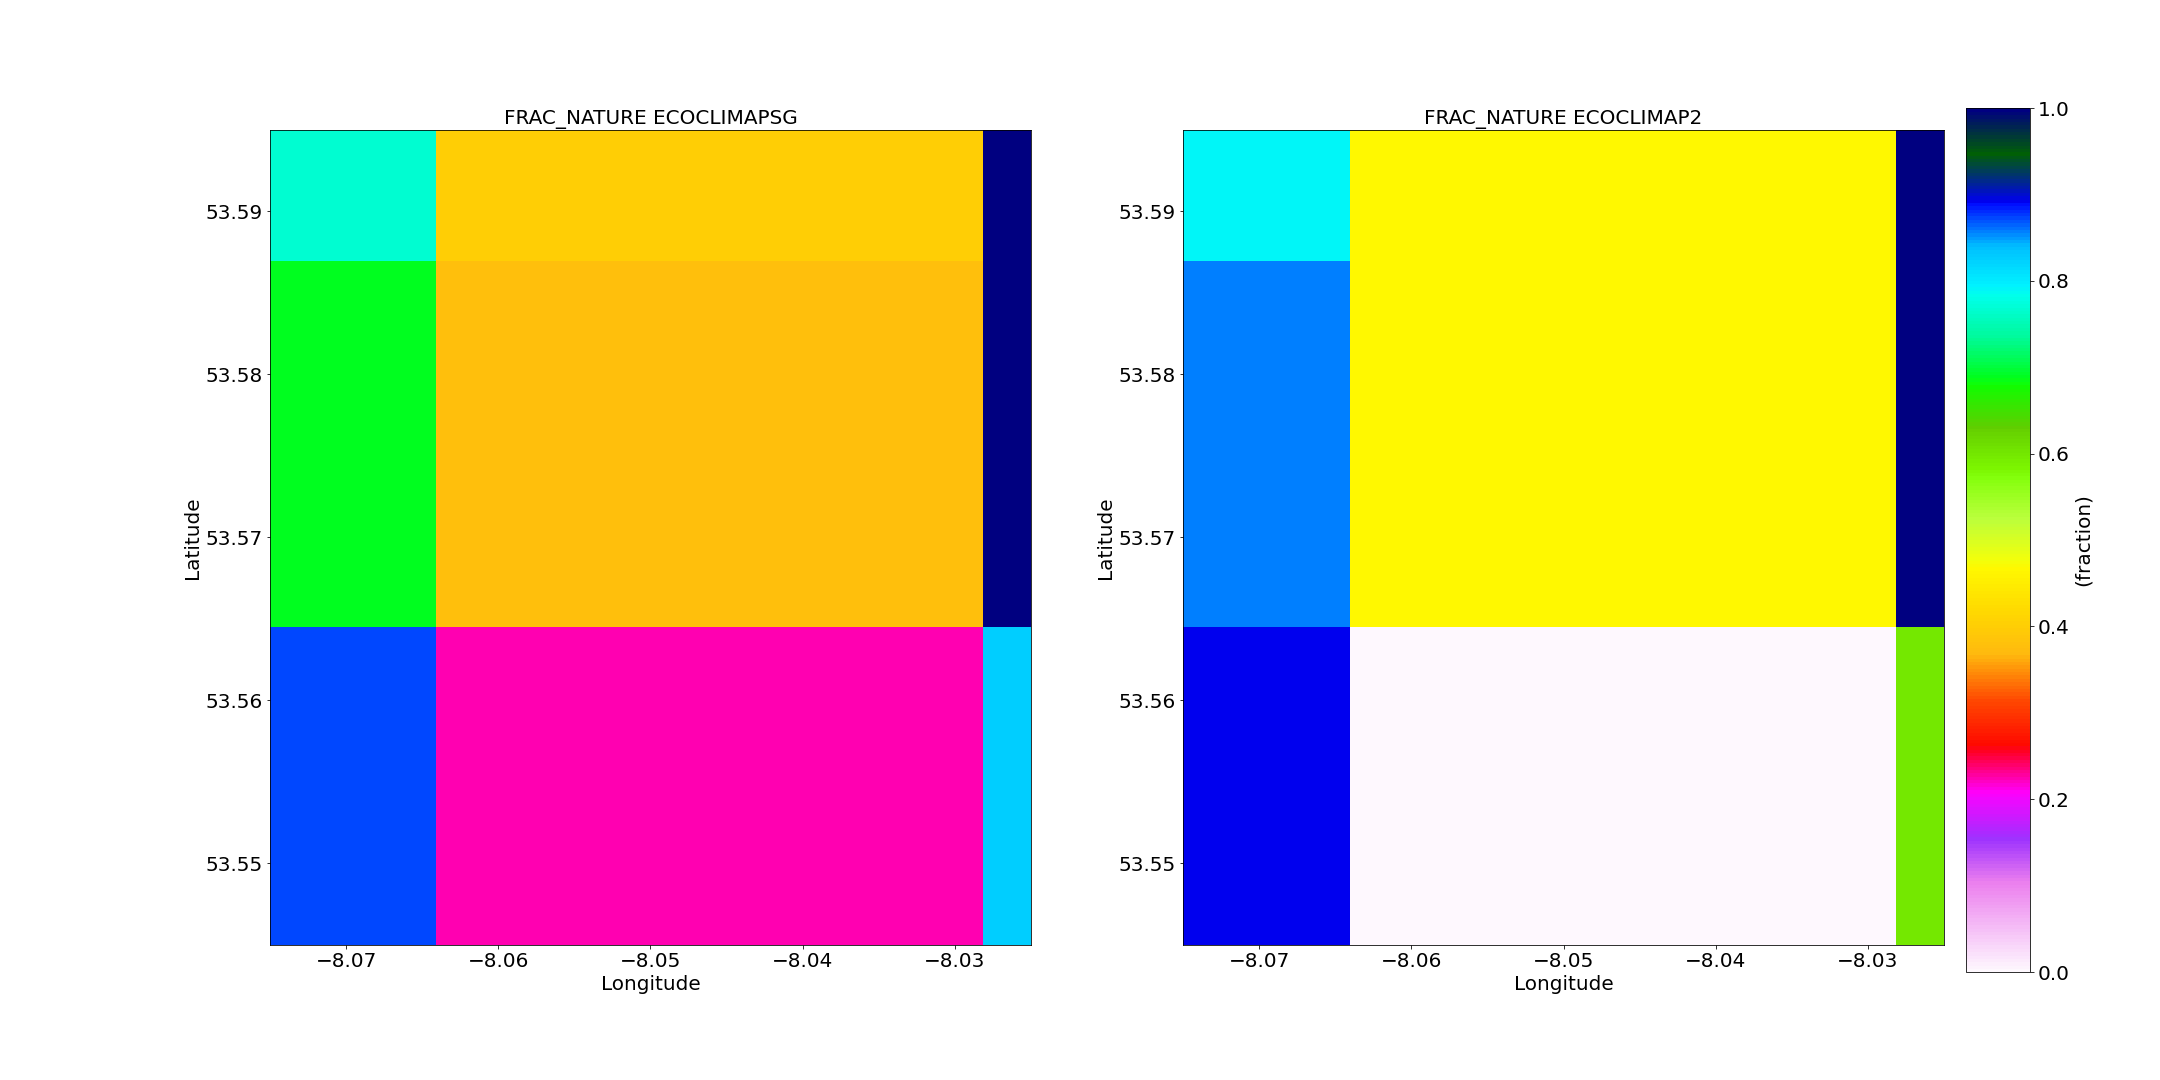 FRAC_NATURE ECOCLIMAPSG
53.59
53.58
53.57
53.56
53.55
Latitude
−8.07 −8.06 −8.05 −8.04 −8.03
Longitude
FRAC_NATURE ECOCLIMAP2
53.59
53.58
53.57
53.56
53.55
Latitude
−8.07 −8.06 −8.05 −8.04 −8.03
Longitude
1.0
0.8
0.6
0.4
0.2
0.0
(fraction)